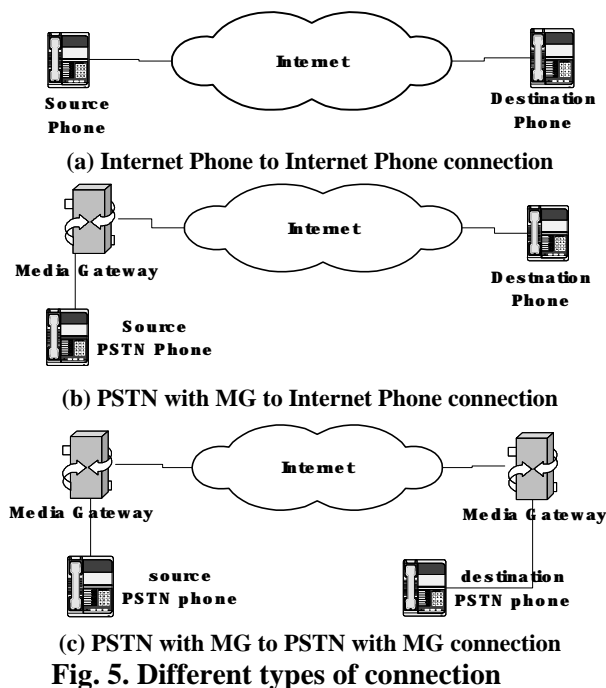 Internet
Source
Phone
Destination
Phone
(a) Internet Phone to Internet Phone connection
Internet
Media Gateway
Destnation
Phone
Source
PSTN Phone
(b) PSTN with MG to Internet Phone connection
Internet
Media Gateway
Media Gateway
source
PSTN phone
destination
PSTN phone
(c) PSTN with MG to PSTN with MG connection
Fig. 5. Different types of connection